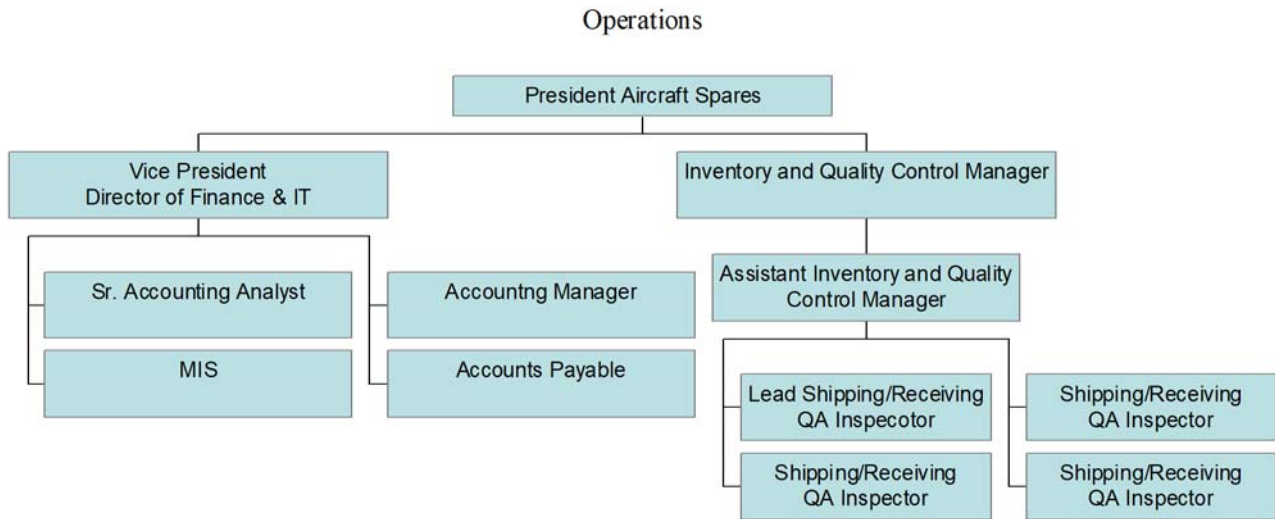 Operations
President Aircraft Spares
Vice President
Director of Finance & IT
Inventory and Quality Control Manager
Sr. Accounting Analyst
Accountng Manager
Assistant Inventory and Quality
Control Manager
MIS
Accounts Payable
Lead Shipping/Receiving
QA Inspecotor
Shipping/Receiving
QA Inspector
Shipping/Receiving
QA Inspector
Shipping/Receiving
QA Inspector